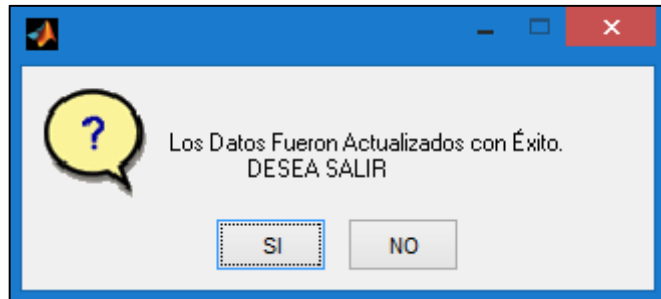 Los Datos Fueron Actualizados con Éxito.
DESEA SALIR
SI NO